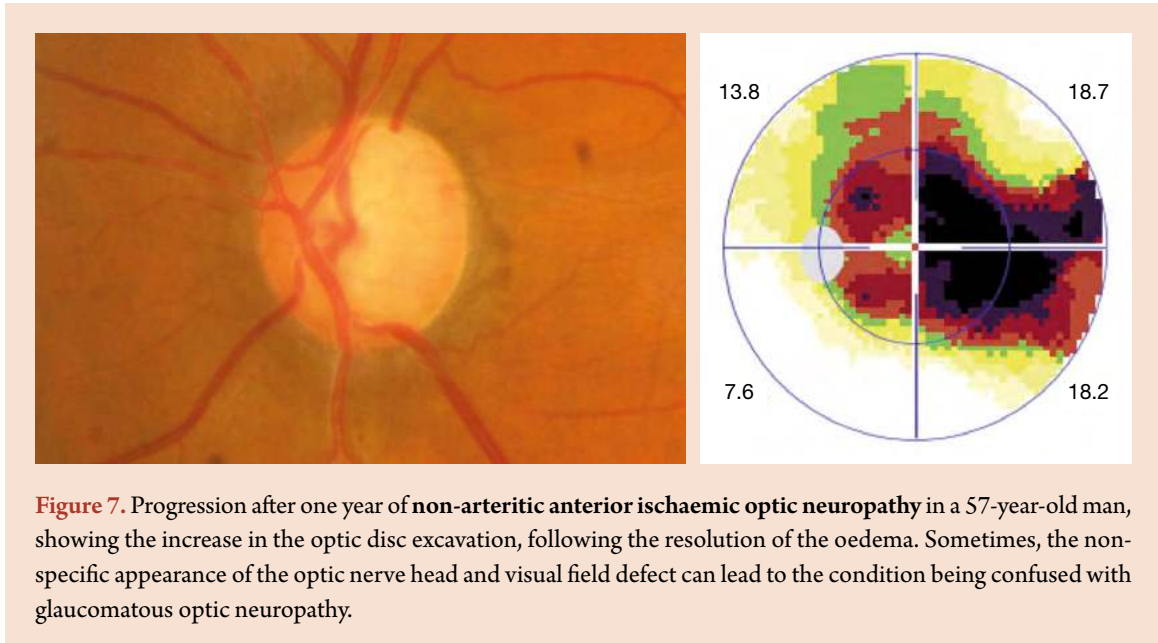 13.8
18.7
7.6
18.2
Figure 7. Progression after one year of non-arteritic anterior ischaemic optic neuropathy in a 57-year-old man,
showing the increase in the optic disc excavation, following the resolution of the oedema. Sometimes, the non-
specific appearance of the optic nerve head and visual field defect can lead to the condition being confused with
glaucomatous optic neuropathy.